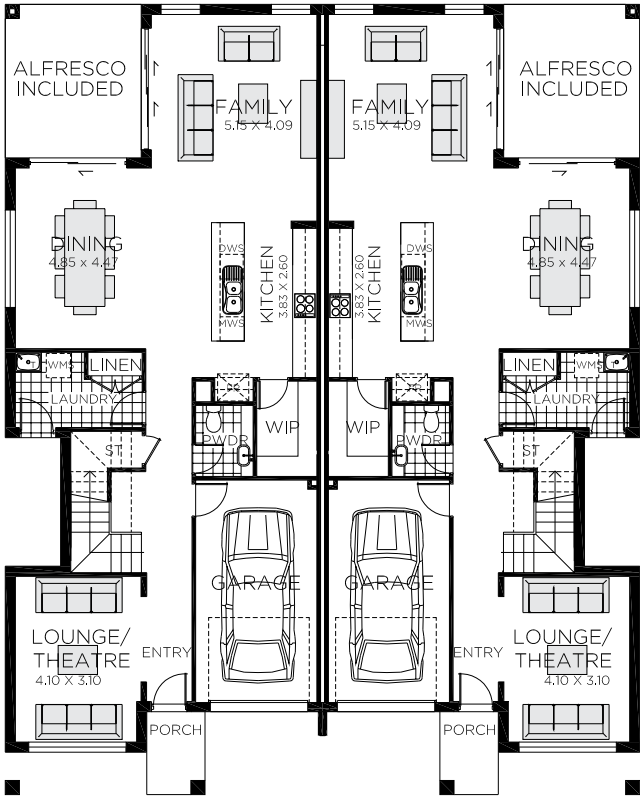 ALFRESCO
INCLUDED
FAMILY
5.15 X 4.09
FAMILY
5.15 X 4.09
ALFRESCO
INCLUDED
DINING
4.85 x 4.47
DWS
KITCHEN
3.83 X 2.60
MWS
DWS
KITCHEN
3.83 X 2.60
MWS
DINING
4.85 x 4.47
T
WMS
LINEN
LAUNDRY
LINEN
WMS
T
LAUNDRY
ST
PWDR
WIP
WIP
PWDR
ST
GARAGE
GARAGE
LOUNGE/
THEATRE
4.10 X 3.10
ENTRY
ENTRY
LOUNGE/
THEATRE
4.10 X 3.10
PORCH
PORCH